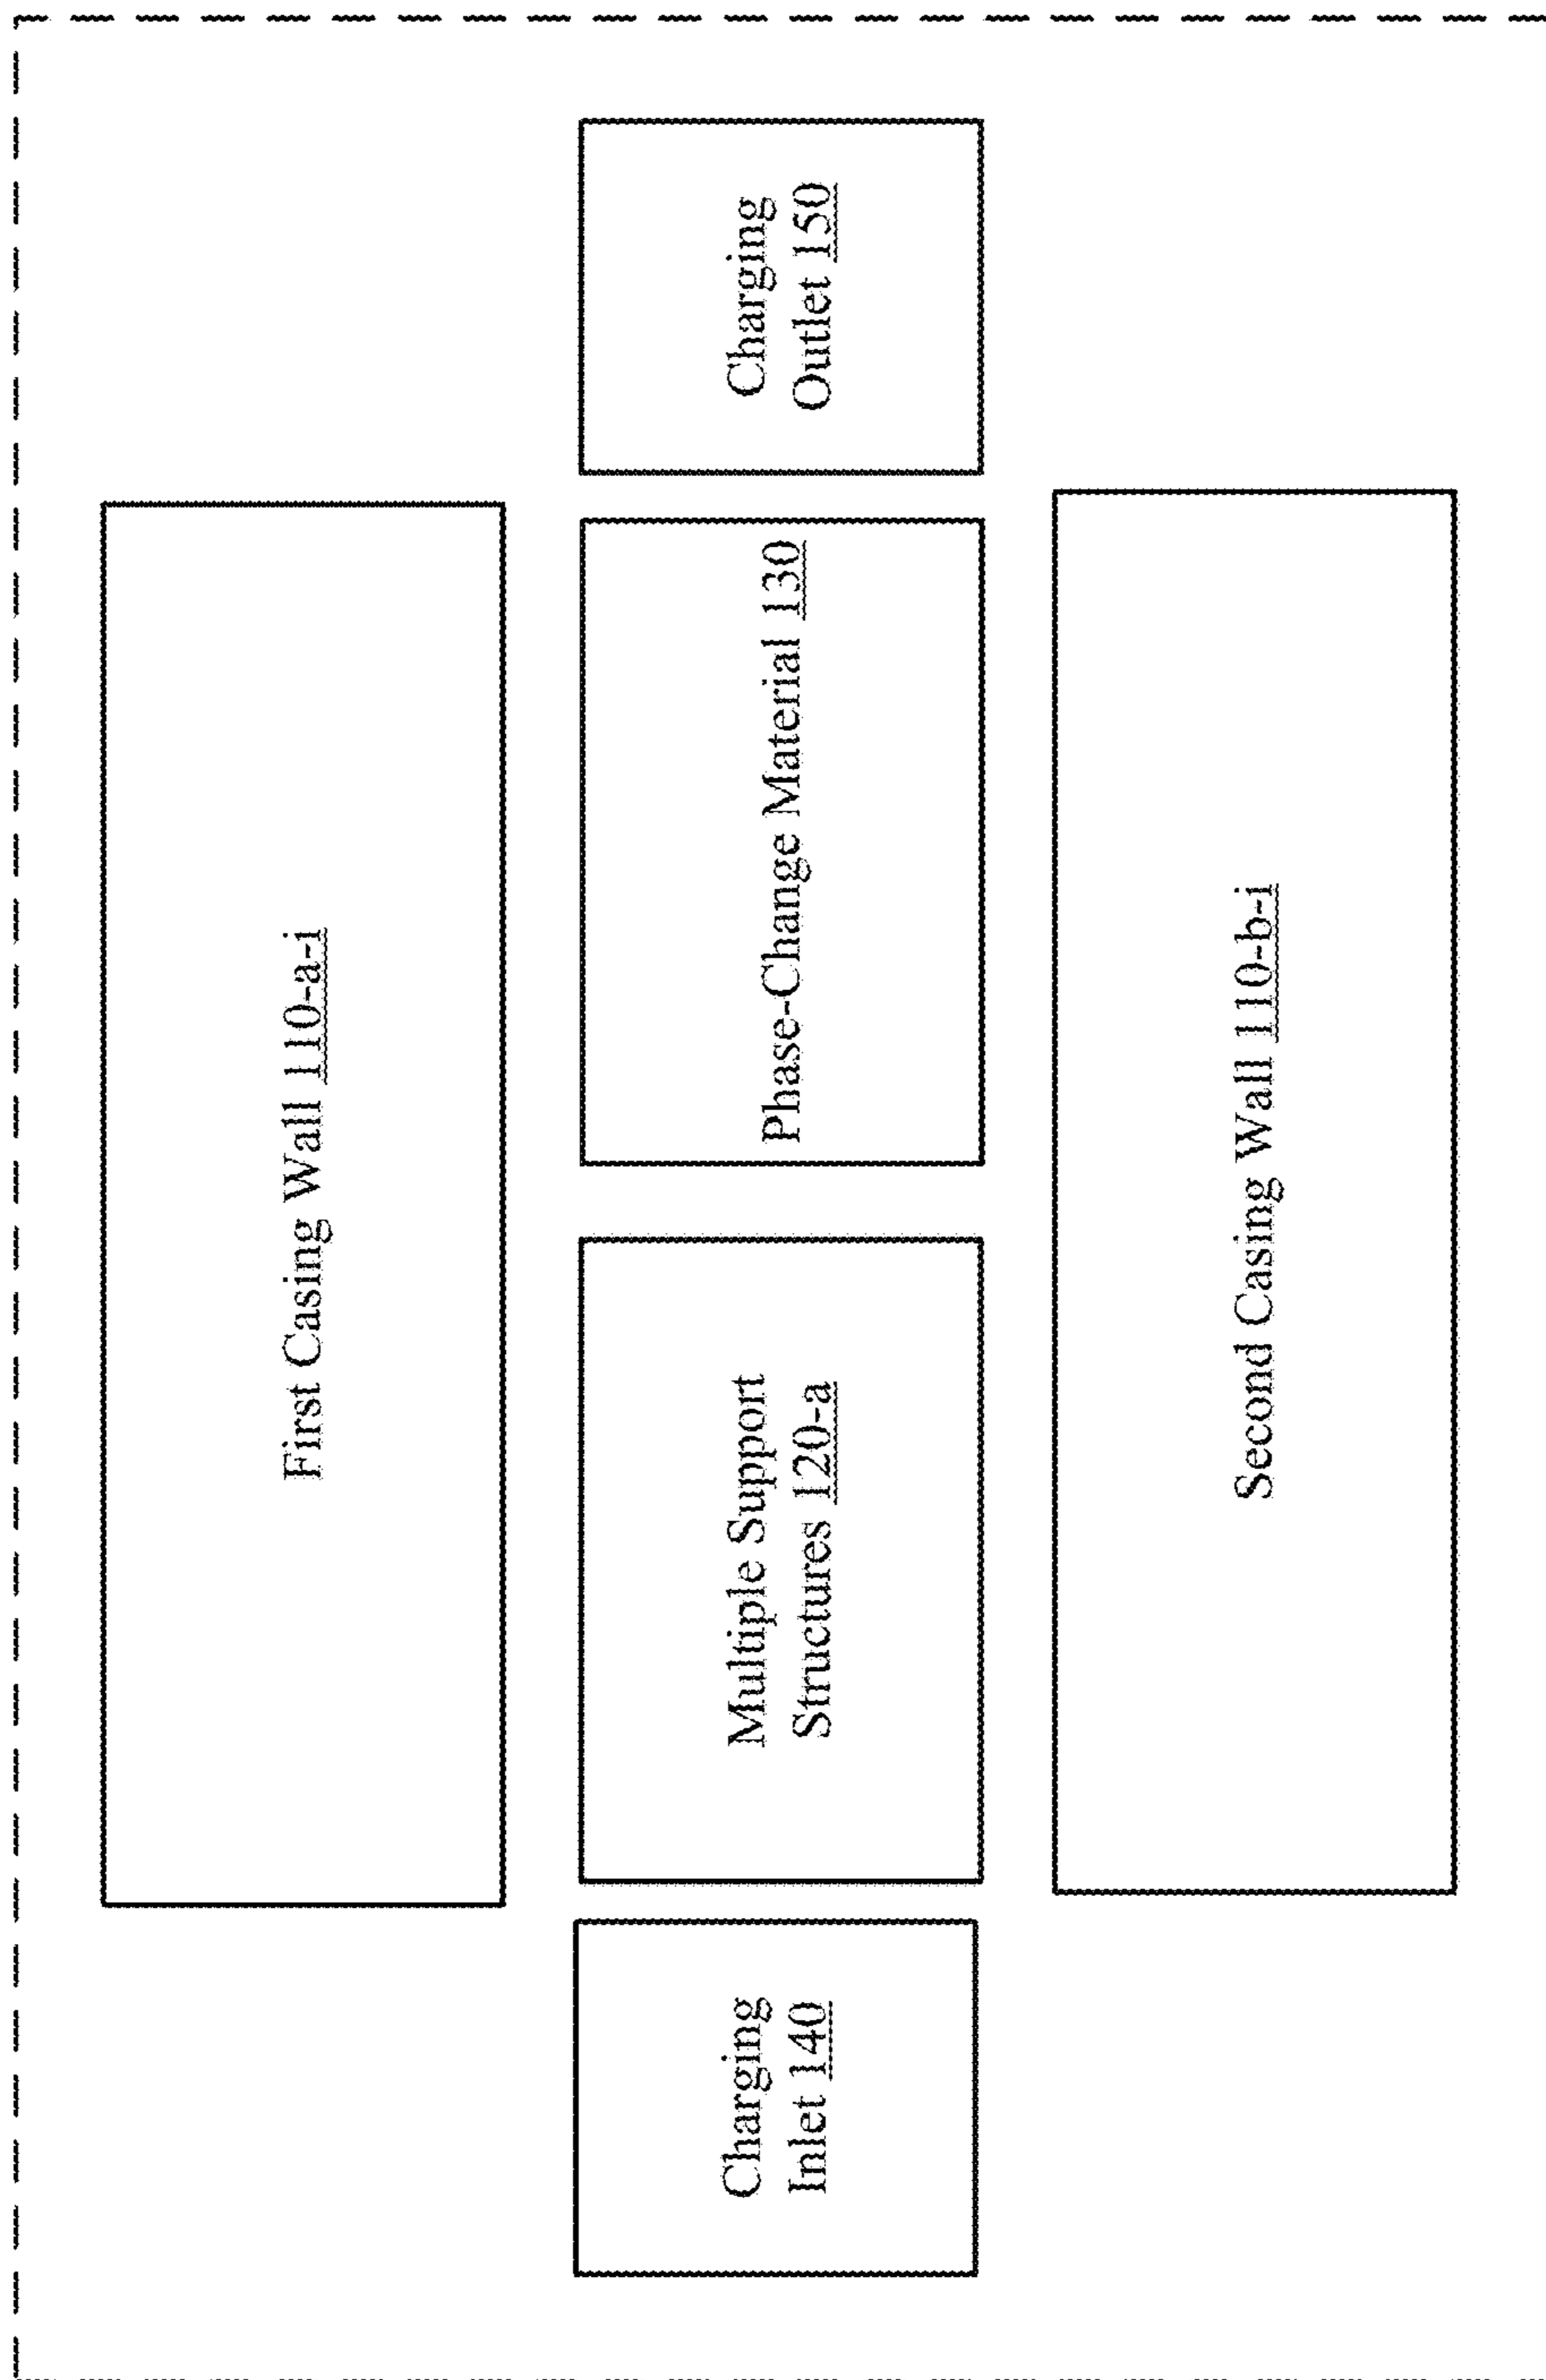 First Casing Wall 110-a-i
Charging
Inlet 140
Multiple Support
Structures 120-a
Phase-Change Material 130
Charging
Outlet 150
Second Casing Wall 110-b-i